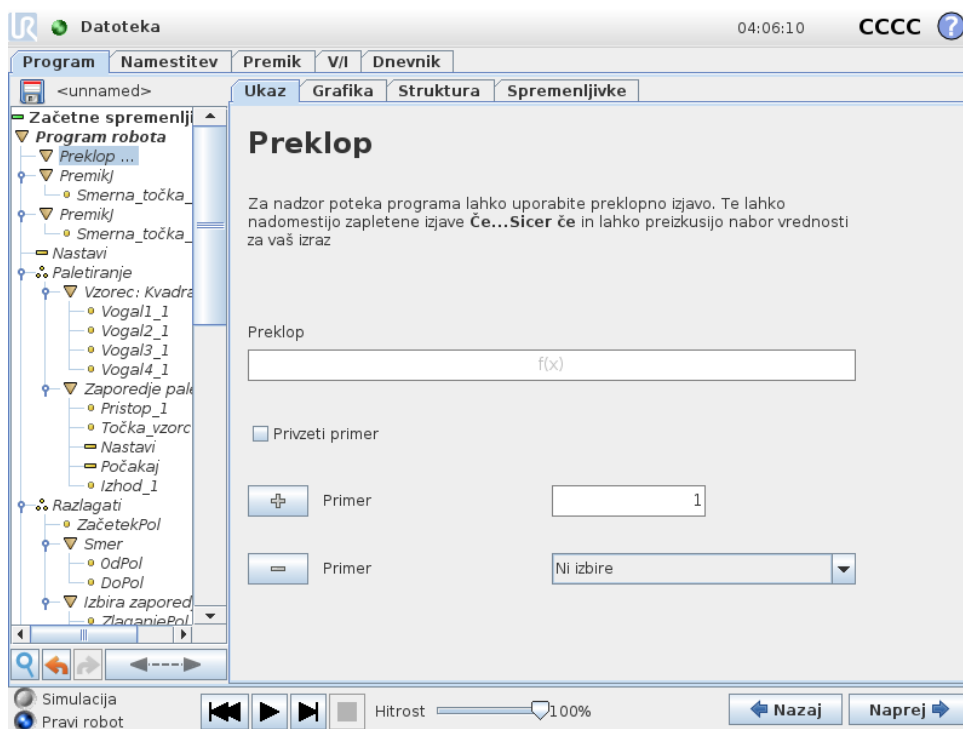 UR Datoteka 04:06:10 CCCC ?
Program Namestitev Premik V/I Dnevnik
<unnamed> Ukaz Grafika Struktura Spremenljivke
Začetne spremenlji
Program robota
Preklop ...
PremikJ
Smerna_točka_
PremikJ
Smerna_točka_
Nastavi
Paletiranje
Vzorec: Kvadra
Vogal1_1
Vogal2_1
Vogal3_1
Vogal4_1
Zaporedje pale
Pristop_1
Točka_vzorc
Nastavi
Počakaj
Izhod_1
Razlagati
ZačetekPol
Smer
OdPol
DoPol
Izbira zapored
ZlaganjePol
Preklop
Za nadzor poteka programa lahko uporabite preklopno izjavo. Te lahko
nadomestijo zapletene izjave Če...Sicer če in lahko preizkusijo nabor vrednosti
za vaš izraz
Preklop
f(x)
Privzeti primer
Primer 1
Primer Ni izbire
Simulacija
Pravi robot
Hitrost 100% Nazaj Naprej